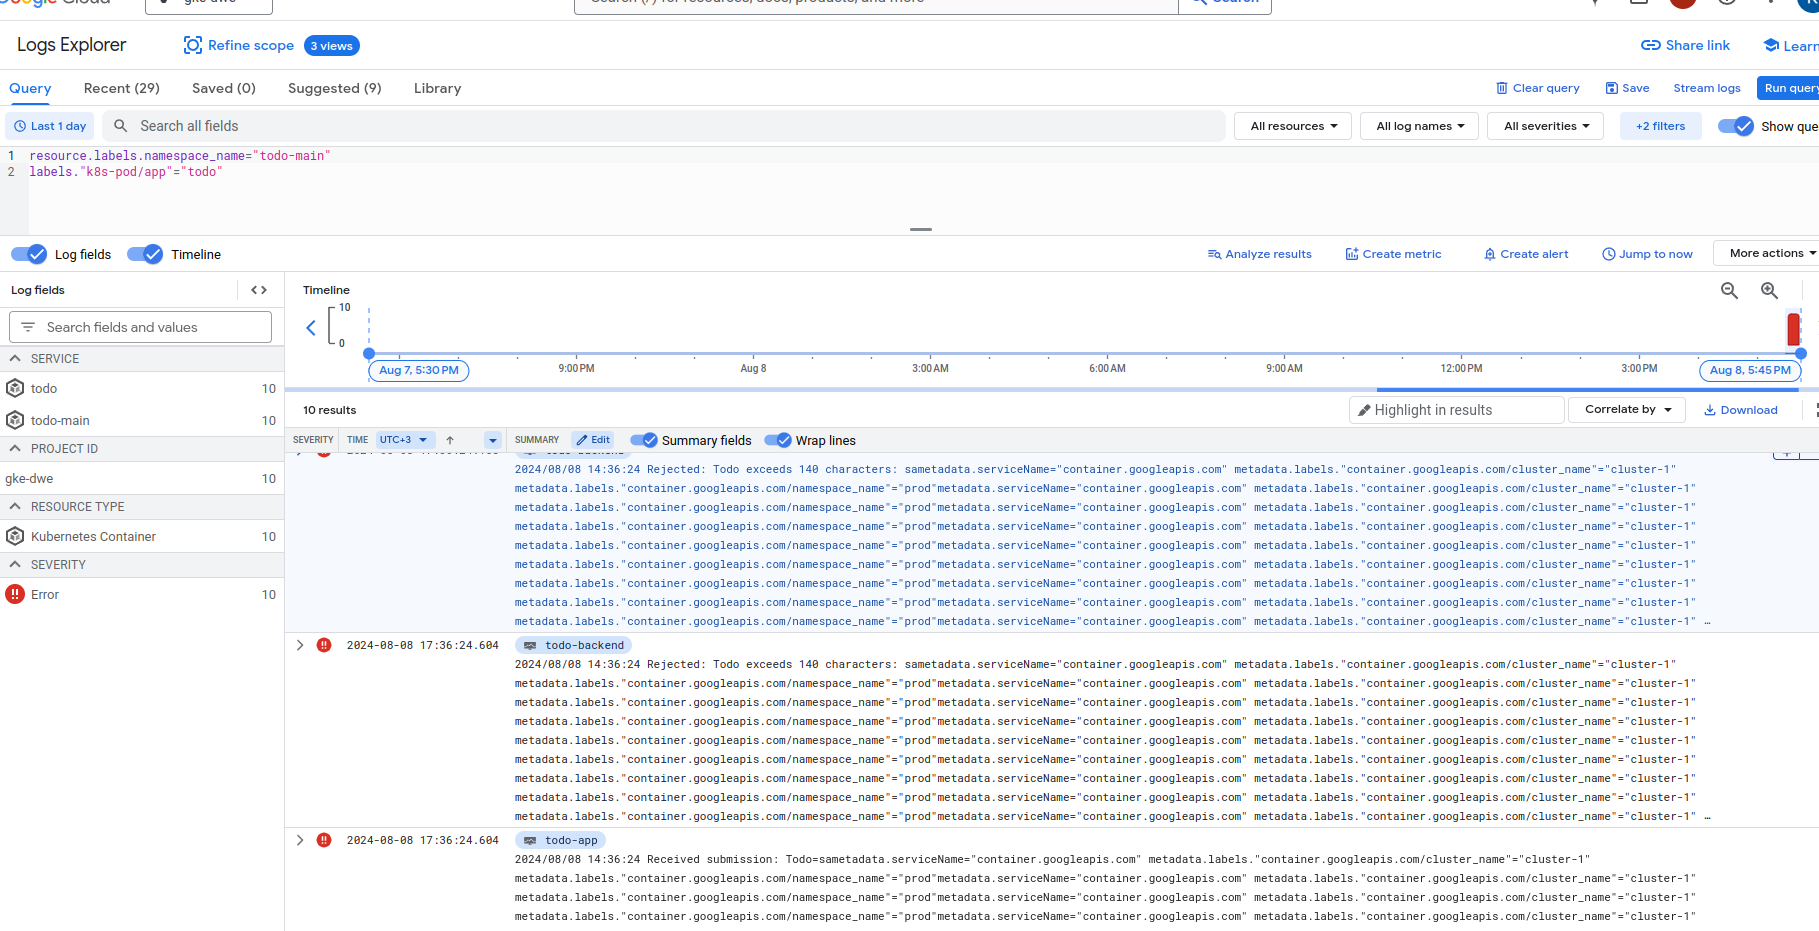 Google Cloud
gke-dwe
Search (/) for resources, docs, products, and more
Search
Logs Explorer
Refine scope
3 views
Share link
Learn
Query
Recent (29)
Saved (0)
Suggested (9)
Library
Clear query
Save
Stream logs
Run query
Last 1 day
Search all fields
All resources
All log names
All severities
+2 filters
Show que
1 resource.labels.namespace_name="todo-main"
2 labels."k8s-pod/app"="todo"
Log fields
Timeline
Analyze results
Create metric
Create alert
Jump to now
More actions
Log fields
Search fields and values
SERVICE
todo 10
todo-main 10
PROJECT ID
gke-dwe 10
RESOURCE TYPE
Kubernetes Container 10
SEVERITY
Error 10
Timeline
10
0
Aug 7, 5:30 PM
9:00 PM
Aug 8
3:00 AM
6:00 AM
9:00 AM
12:00 PM
3:00 PM
Aug 8, 5:45 PM
10 results
Highlight in results
Correlate by
Download
SEVERITY
TIME
UTC+3
SUMMARY
Edit
Summary fields
Wrap lines
todo-backend
2024/08/08 14:36:24 Rejected: Todo exceeds 140 characters: sametadata.serviceName="container.googleapis.com" metadata.labels."container.googleapis.com/cluster_name"="cluster-1"
metadata.labels."container.googleapis.com/namespace_name"="prod"metadata.serviceName="container.googleapis.com" metadata.labels."container.googleapis.com/cluster_name"="cluster-1"
metadata.labels."container.googleapis.com/namespace_name"="prod"metadata.serviceName="container.googleapis.com" metadata.labels."container.googleapis.com/cluster_name"="cluster-1"
metadata.labels."container.googleapis.com/namespace_name"="prod"metadata.serviceName="container.googleapis.com" metadata.labels."container.googleapis.com/cluster_name"="cluster-1"
metadata.labels."container.googleapis.com/namespace_name"="prod"metadata.serviceName="container.googleapis.com" metadata.labels."container.googleapis.com/cluster_name"="cluster-1"
metadata.labels."container.googleapis.com/namespace_name"="prod"metadata.serviceName="container.googleapis.com" metadata.labels."container.googleapis.com/cluster_name"="cluster-1"
metadata.labels."container.googleapis.com/namespace_name"="prod"metadata.serviceName="container.googleapis.com" metadata.labels."container.googleapis.com/cluster_name"="cluster-1"
metadata.labels."container.googleapis.com/namespace_name"="prod"metadata.serviceName="container.googleapis.com" metadata.labels."container.googleapis.com/cluster_name"="cluster-1"
metadata.labels."container.googleapis.com/namespace_name"="prod"metadata.serviceName="container.googleapis.com" metadata.labels."container.googleapis.com/cluster_name"="cluster-1" …
2024-08-08 17:36:24.604
todo-backend
2024/08/08 14:36:24 Rejected: Todo exceeds 140 characters: sametadata.serviceName="container.googleapis.com" metadata.labels."container.googleapis.com/cluster_name"="cluster-1"
metadata.labels."container.googleapis.com/namespace_name"="prod"metadata.serviceName="container.googleapis.com" metadata.labels."container.googleapis.com/cluster_name"="cluster-1"
metadata.labels."container.googleapis.com/namespace_name"="prod"metadata.serviceName="container.googleapis.com" metadata.labels."container.googleapis.com/cluster_name"="cluster-1"
metadata.labels."container.googleapis.com/namespace_name"="prod"metadata.serviceName="container.googleapis.com" metadata.labels."container.googleapis.com/cluster_name"="cluster-1"
metadata.labels."container.googleapis.com/namespace_name"="prod"metadata.serviceName="container.googleapis.com" metadata.labels."container.googleapis.com/cluster_name"="cluster-1"
metadata.labels."container.googleapis.com/namespace_name"="prod"metadata.serviceName="container.googleapis.com" metadata.labels."container.googleapis.com/cluster_name"="cluster-1"
metadata.labels."container.googleapis.com/namespace_name"="prod"metadata.serviceName="container.googleapis.com" metadata.labels."container.googleapis.com/cluster_name"="cluster-1"
metadata.labels."container.googleapis.com/namespace_name"="prod"metadata.serviceName="container.googleapis.com" metadata.labels."container.googleapis.com/cluster_name"="cluster-1"
metadata.labels."container.googleapis.com/namespace_name"="prod"metadata.serviceName="container.googleapis.com" metadata.labels."container.googleapis.com/cluster_name"="cluster-1" …
2024-08-08 17:36:24.604
todo-app
2024/08/08 14:36:24 Received submission: Todo=sametadata.serviceName="container.googleapis.com" metadata.labels."container.googleapis.com/cluster_name"="cluster-1"
metadata.labels."container.googleapis.com/namespace_name"="prod"metadata.serviceName="container.googleapis.com" metadata.labels."container.googleapis.com/cluster_name"="cluster-1"
metadata.labels."container.googleapis.com/namespace_name"="prod"metadata.serviceName="container.googleapis.com" metadata.labels."container.googleapis.com/cluster_name"="cluster-1"
metadata.labels."container.googleapis.com/namespace_name"="prod"metadata.serviceName="container.googleapis.com" metadata.labels."container.googleapis.com/cluster_name"="cluster-1"